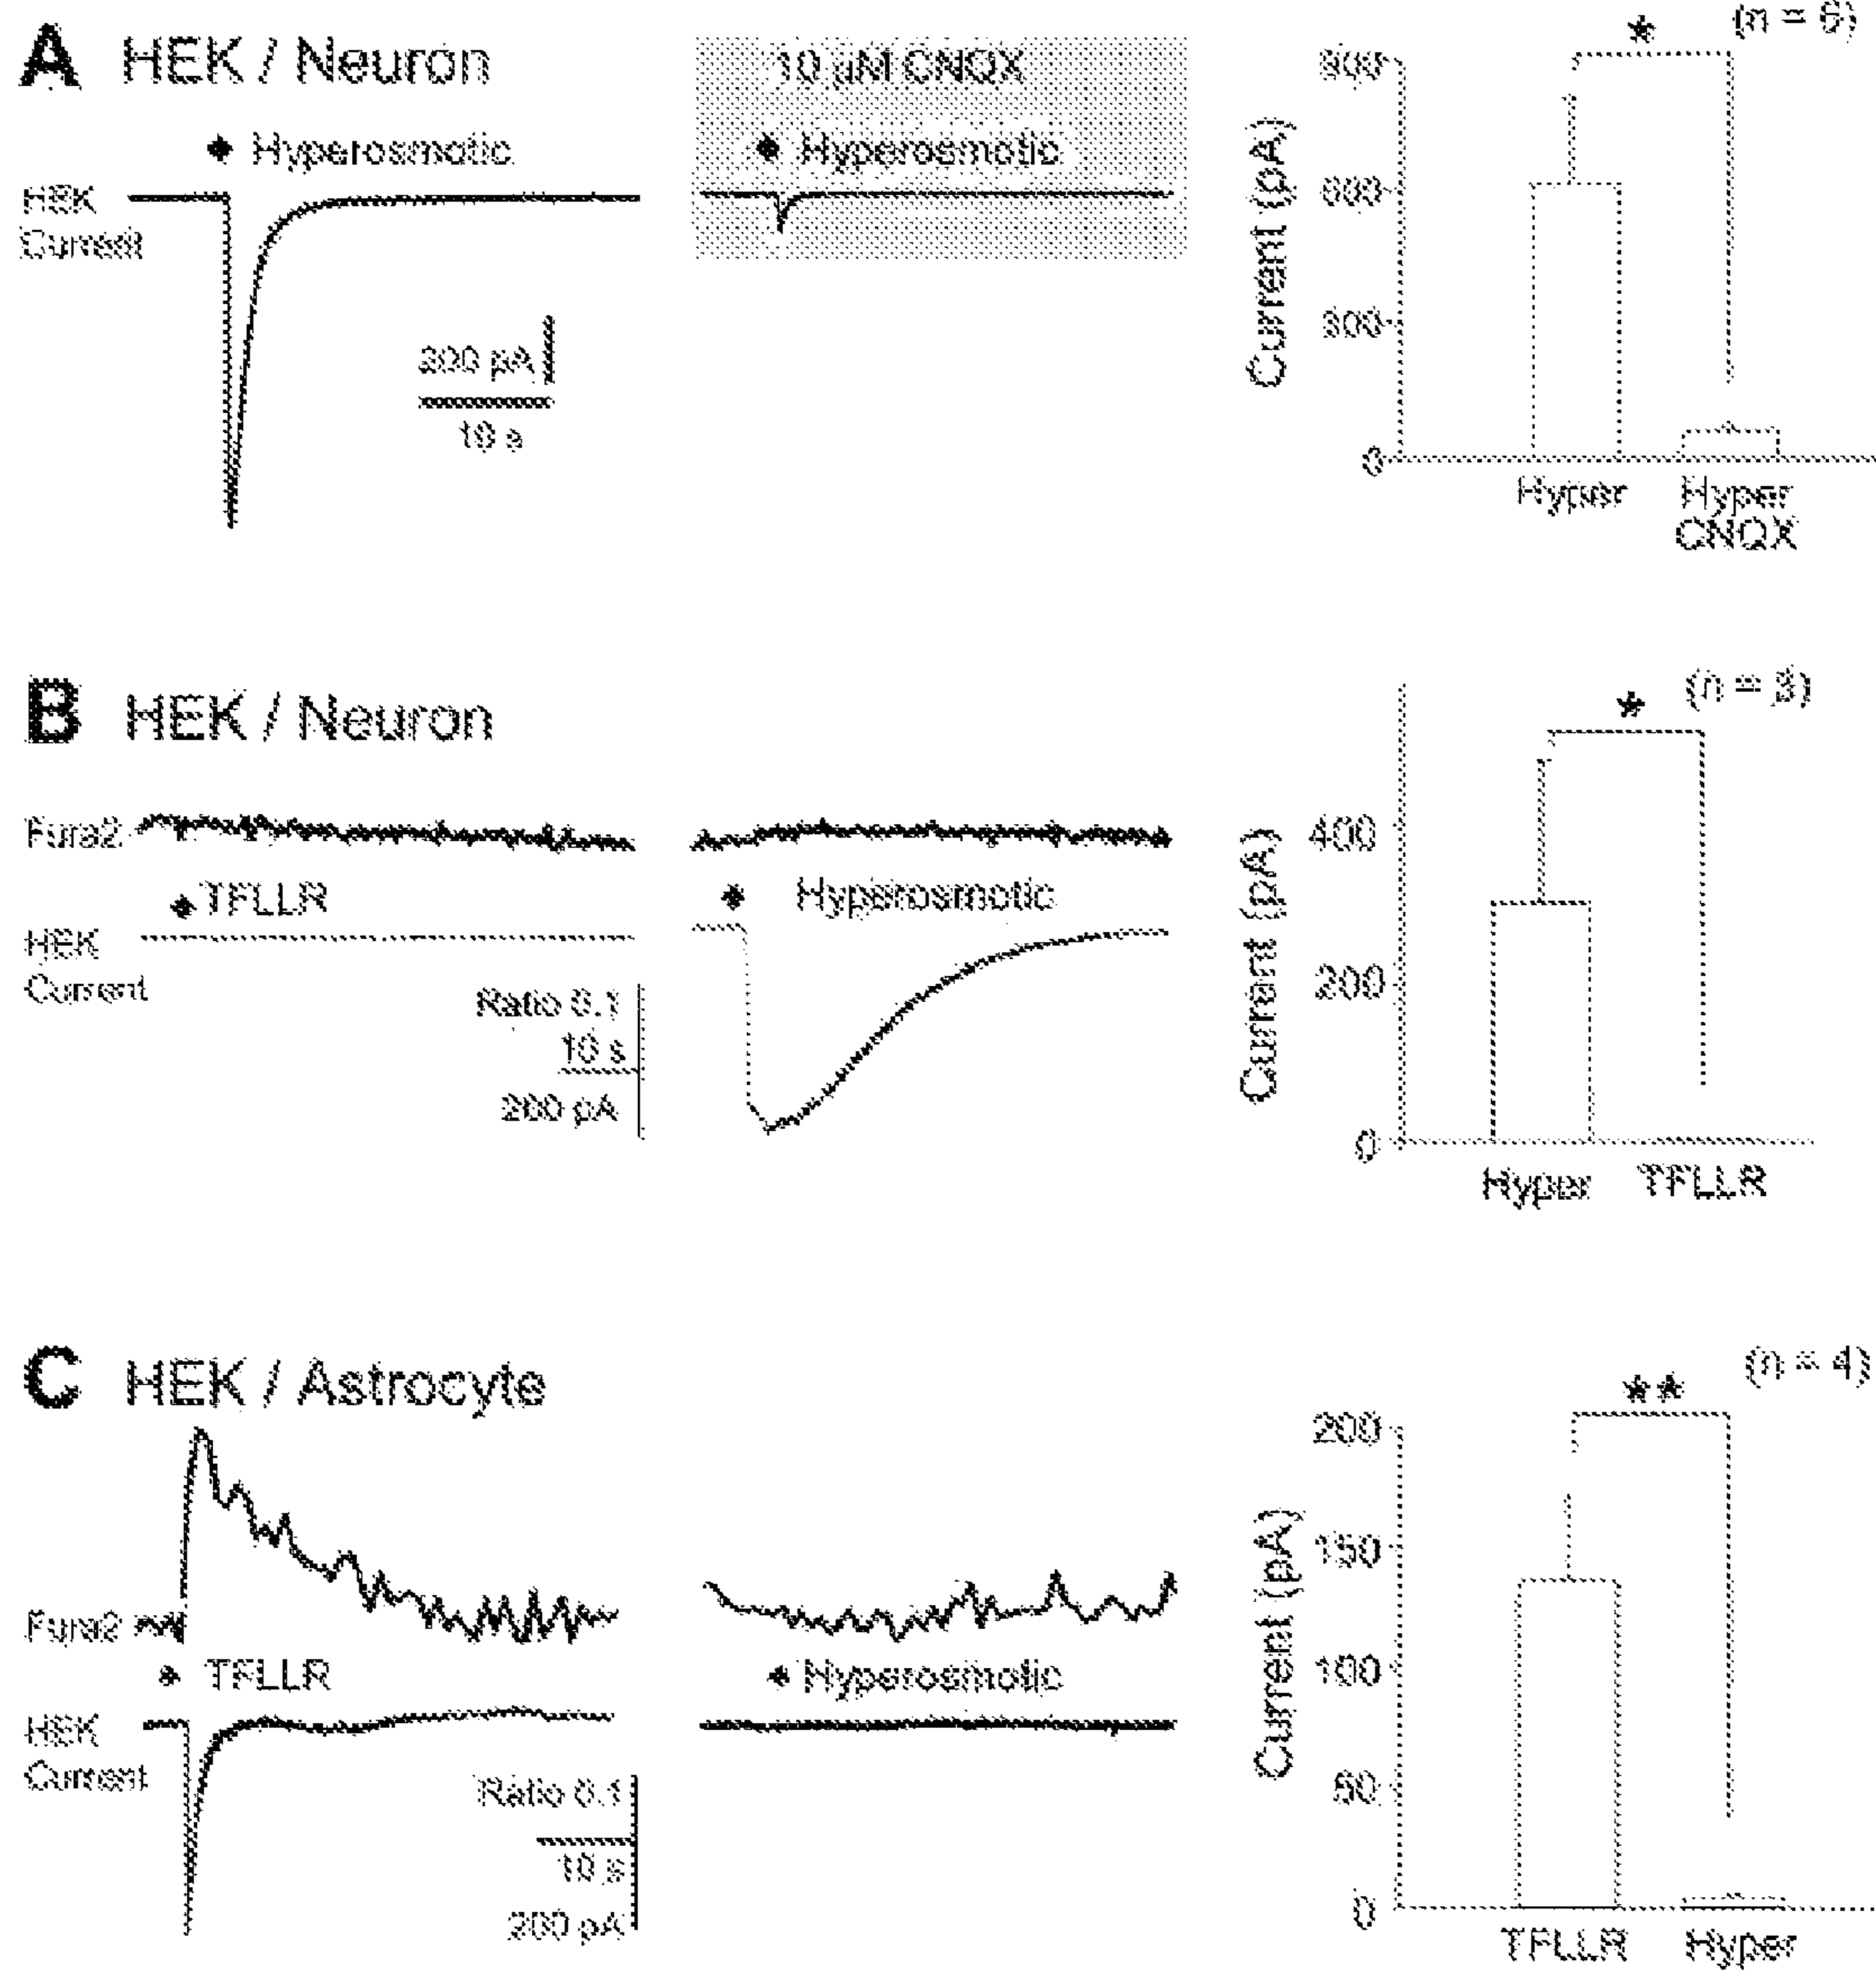 A HEK / Neuron
10 µM CNQX
(n = 6)
*
Hyperosmotic
Hyperosmotic
HEK
Current
200 pA
10 s
Current (pA)
900
600
300
0
Hyper
Hyper
CNQX
B HEK / Neuron
(n = 3)
*
Fura2
TFLLR
Hyperosmotic
HEK
Current
Ratio 0.1
10 s
200 pA
Current (pA)
400
200
0
Hyper
TFLLR
C HEK / Astrocyte
(n = 4)
**
Fura2
TFLLR
Hyperosmotic
HEK
Current
Ratio 0.1
10 s
200 pA
Current (pA)
200
150
100
50
0
TFLLR
Hyper